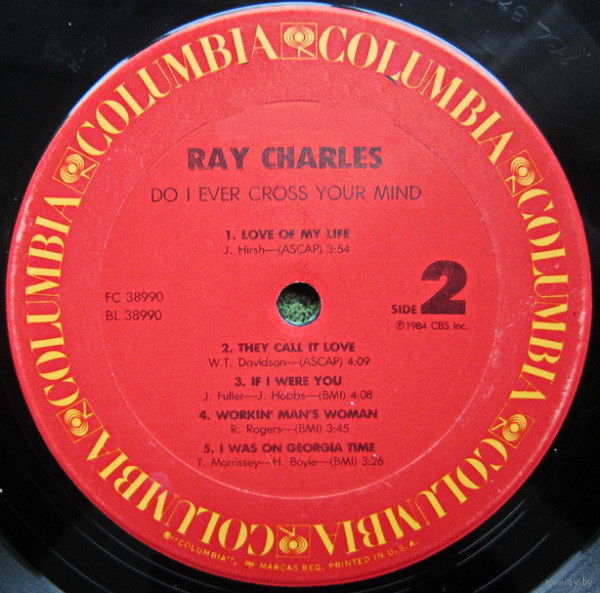 COLUMBIA COLUMBIA COLUMBIA COLUMBIA COLUMBIA COLUMBIA COLUMBIA COLUMBIA
RAY CHARLES
DO I EVER CROSS YOUR MIND
1. LOVE OF MY LIFE
J. Hirsh—(ASCAP) 3:54
FC 38990
BL 38990
SIDE 2
℗1984 CBS Inc.
2. THEY CALL IT LOVE
W.T. Davidson—(ASCAP) 4:09
3. IF I WERE YOU
J. Fuller—J. Hobbs—(BMI) 4:08
4. WORKIN' MAN'S WOMAN
R. Rogers—(BMI) 3:45
5. I WAS ON GEORGIA TIME
T. Morrissey—H. Boyle—(BMI) 3:26
"COLUMBIA", MARCAS REG. PRINTED IN U.S.A.